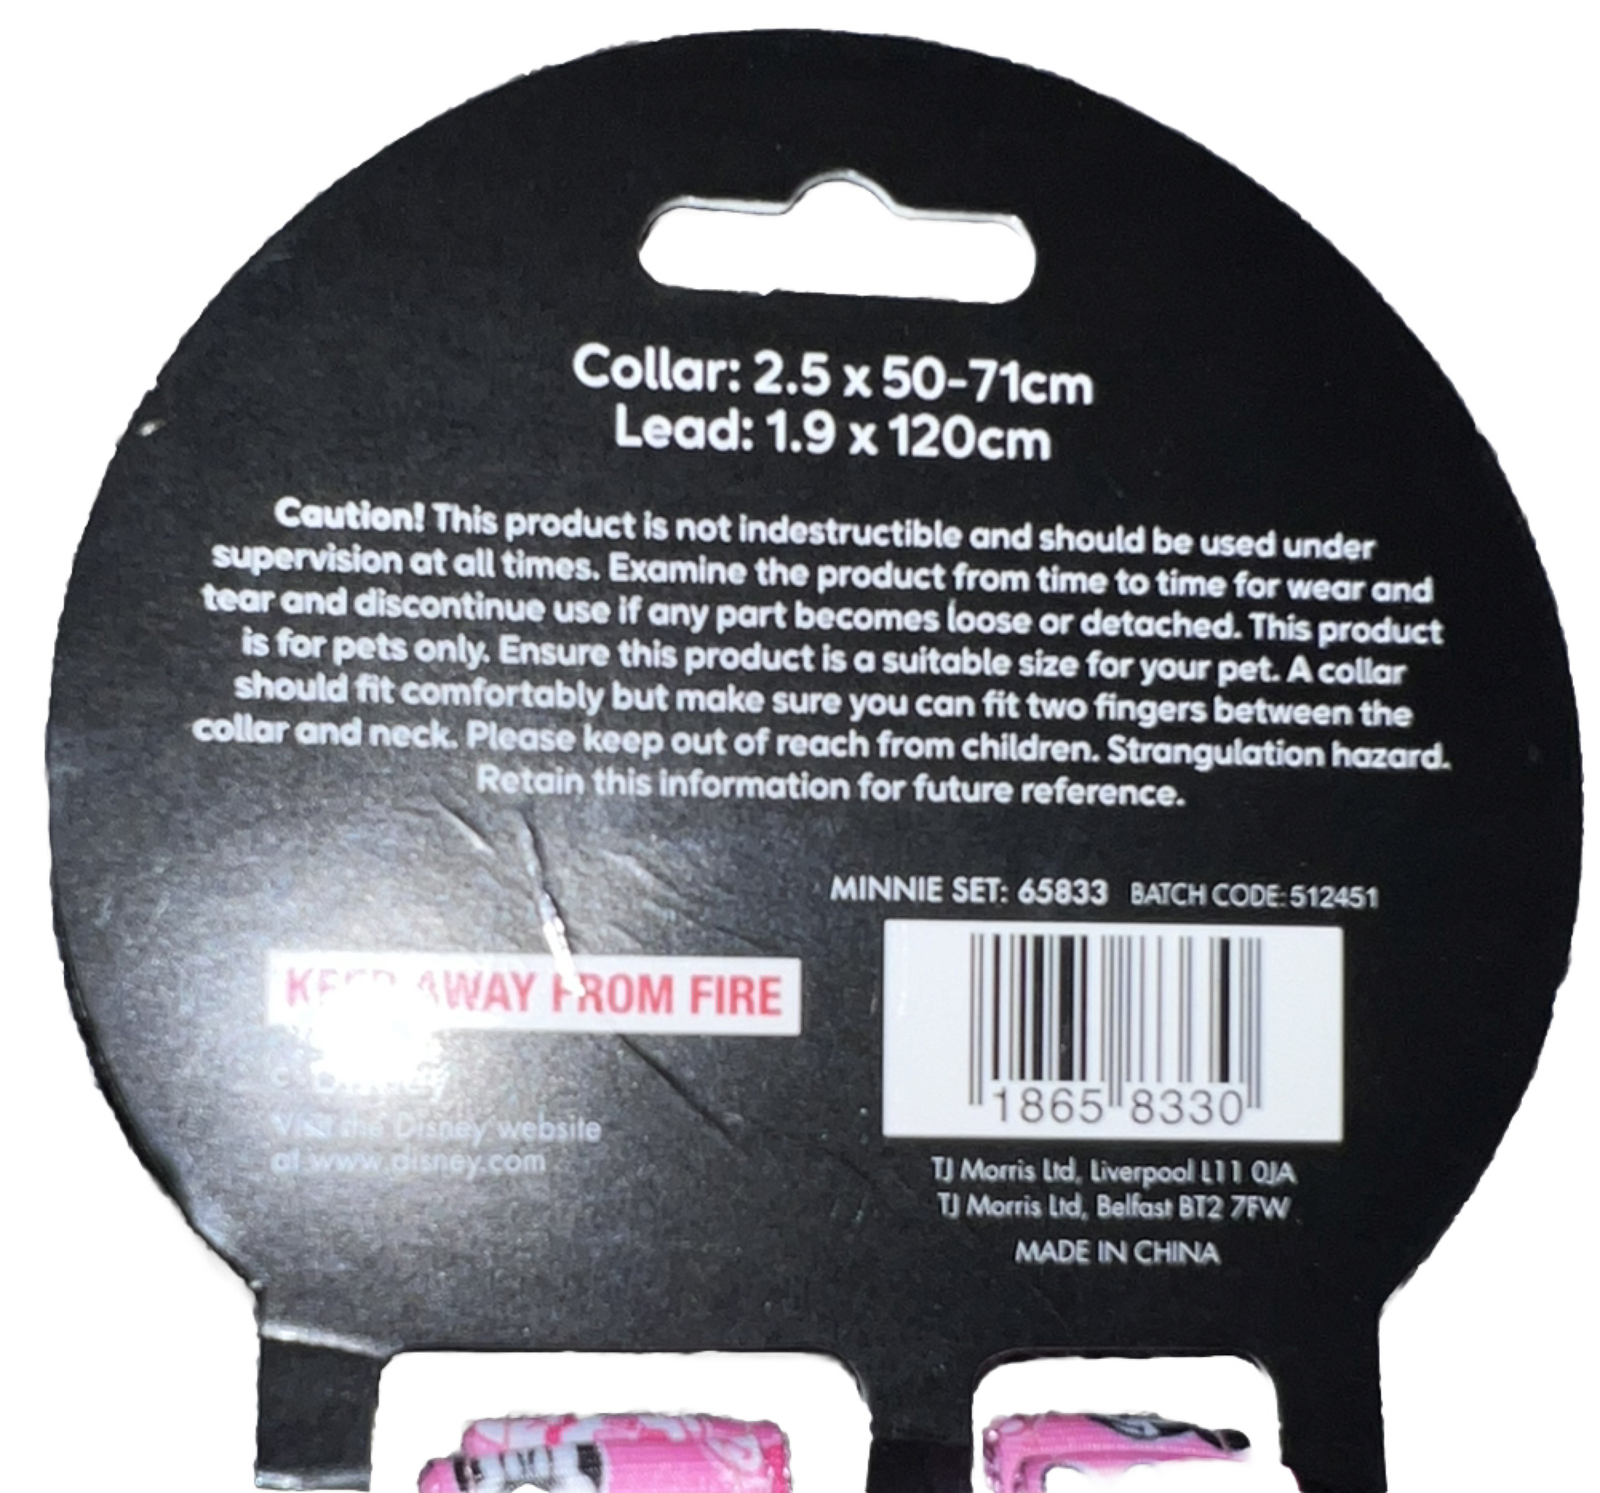 Collar: 2.5 x 50-71cm
Lead: 1.9 x 120cm
Caution! This product is not indestructible and should be used under
supervision at all times. Examine the product from time to time for wear and
tear and discontinue use if any part becomes loose or detached. This product
is for pets only. Ensure this product is a suitable size for your pet. A collar
should fit comfortably but make sure you can fit two fingers between the
collar and neck. Please keep out of reach from children. Strangulation hazard.
Retain this information for future reference.
MINNIE SET: 65833 BATCH CODE: 512451
KEEP AWAY FROM FIRE
© Disney
Visit the Disney website
at www.disney.com
1865 8330
TJ Morris Ltd, Liverpool L11 0JA
TJ Morris Ltd, Belfast BT2 7FW
MADE IN CHINA